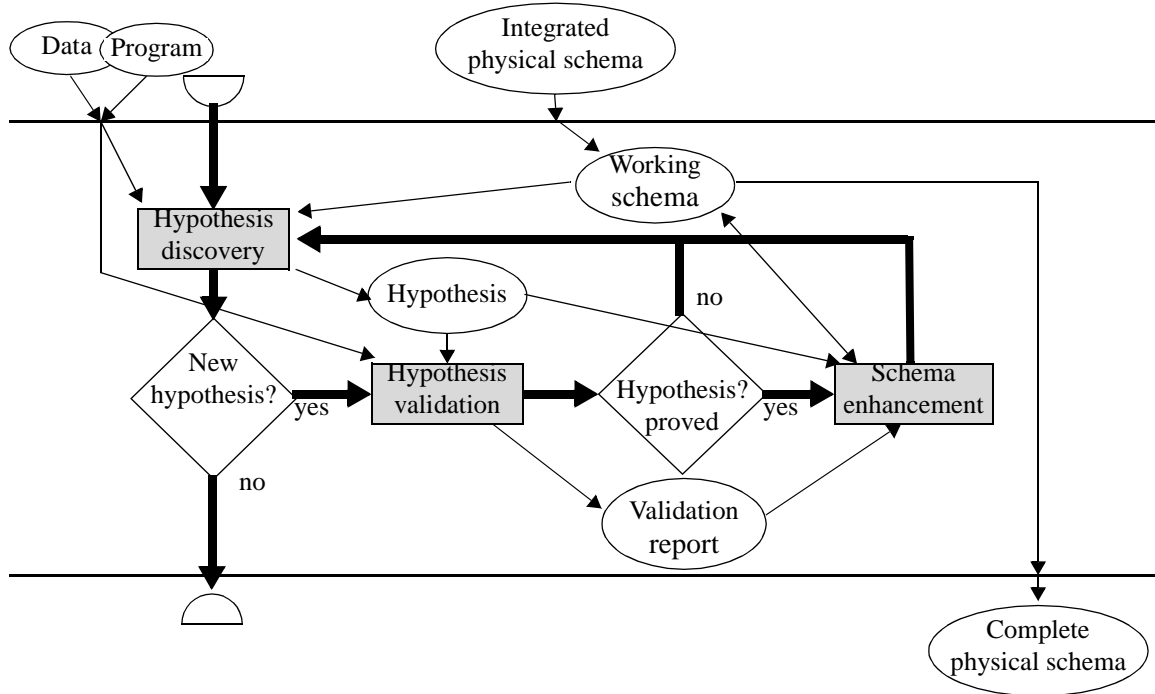 Data
Program
Integrated
physical schema
Working
schema
Hypothesis
discovery
Hypothesis
no
New
hypothesis?
yes
Hypothesis
validation
Hypothesis?
proved
yes
Schema
enhancement
no
Validation
report
Complete
physical schema